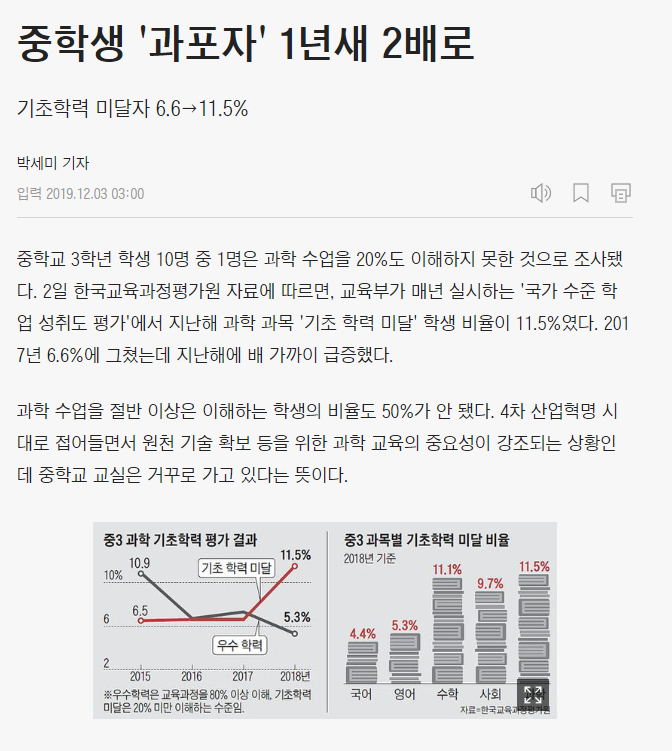 중학생 '과포자' 1년새 2배로
기초학력 미달자 6.6→11.5%
박세미 기자
입력 2019.12.03 03:00
중학교 3학년 학생 10명 중 1명은 과학 수업을 20%도 이해하지 못한 것으로 조사됐
다. 2일 한국교육과정평가원 자료에 따르면, 교육부가 매년 실시하는 '국가 수준 학
업 성취도 평가'에서 지난해 과학 과목 '기초 학력 미달' 학생 비율이 11.5%였다. 201
7년 6.6%에 그쳤는데 지난해에 배 가까이 급증했다.
과학 수업을 절반 이상은 이해하는 학생의 비율도 50%가 안 됐다. 4차 산업혁명 시
대로 접어들면서 원천 기술 확보 등을 위한 과학 교육의 중요성이 강조되는 상황인
데 중학교 교실은 거꾸로 가고 있다는 뜻이다.
중3 과학 기초학력 평가 결과
11.5%
10.9
기초 학력 미달
10%
6.5
6
5.3%
우수 학력
2
2015 2016 2017 2018년
※우수학력은 교육과정을 80% 이상 이해, 기초학력
미달은 20% 미만 이해하는 수준임.
중3 과목별 기초학력 미달 비율
2018년 기준
4.4% 5.3% 11.1% 9.7% 11.5%
국어 영어 수학 사회
자료=한국교육과정평가원